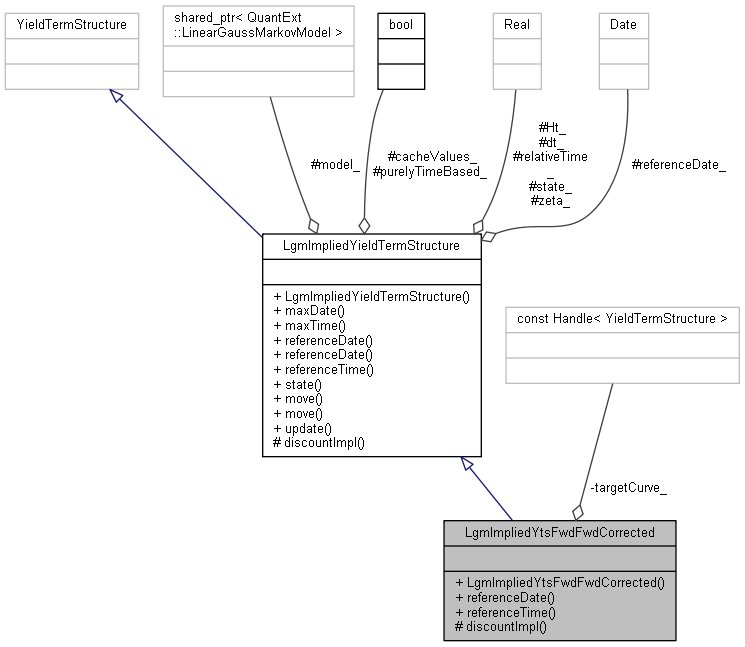 YieldTermStructure
shared_ptr< QuantExt
::LinearGaussMarkovModel >
bool
Real
Date
#model_
#cacheValues_
#purelyTimeBased_
#Ht_
#dt_
#relativeTime
_
#state_
#zeta_
#referenceDate_
LgmImpliedYieldTermStructure
+ LgmImpliedYieldTermStructure()
+ maxDate()
+ maxTime()
+ referenceDate()
+ referenceDate()
+ referenceTime()
+ state()
+ move()
+ move()
+ update()
# discountImpl()
const Handle< YieldTermStructure >
-targetCurve_
LgmImpliedYtsFwdFwdCorrected
+ LgmImpliedYtsFwdFwdCorrected()
+ referenceDate()
+ referenceTime()
# discountImpl()